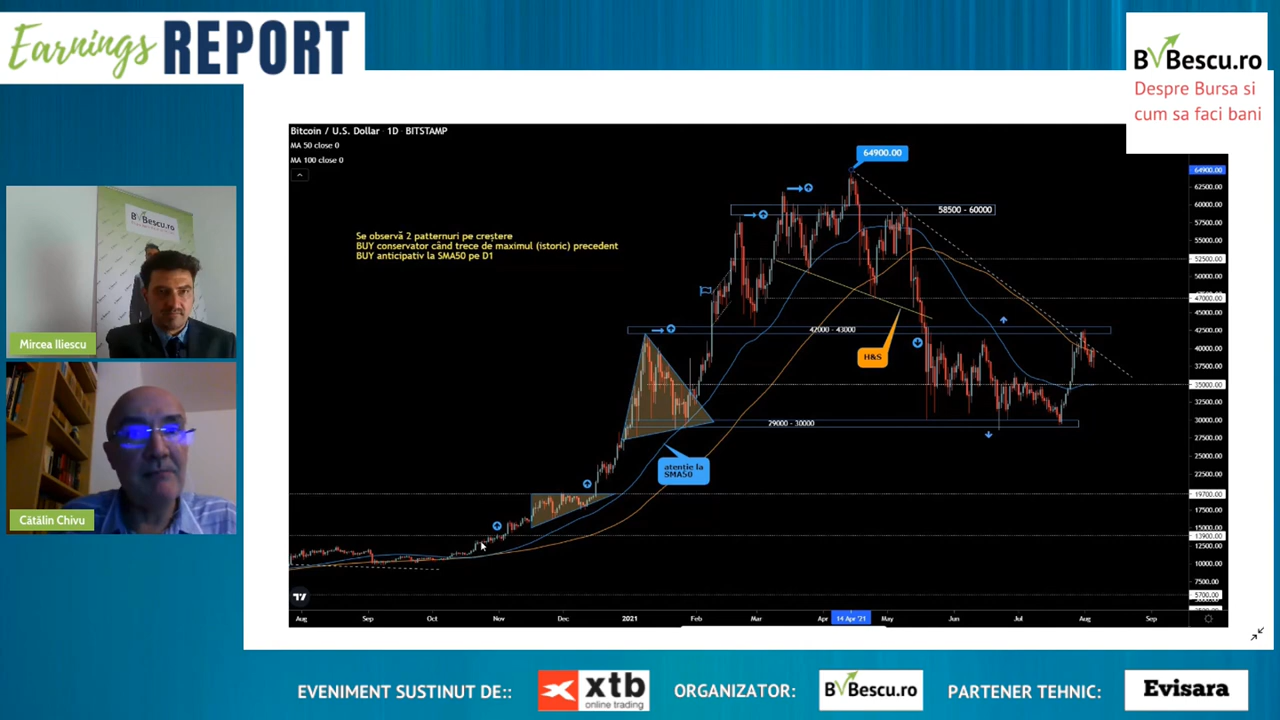 Earnings REPORT
BVBescu.ro
Despre Bursa si
cum sa faci bani
Bitcoin / U.S. Dollar · 1D · BITSTAMP
MA 50 close 0
MA 100 close 0
Se observă 2 patternuri pe creștere
BUY conservator când trece de maximul (istoric) precedent
BUY anticipativ la SMA50 pe D1
64900.00
58500 - 60000
42000 - 43000
H&S
29000 - 30000
atenție la
SMA50
64900.00
62500.00
60000.00
57500.00
55000.00
52500.00
50000.00
47000.00
45000.00
42500.00
40000.00
37500.00
35000.00
32500.00
30000.00
27500.00
25000.00
22500.00
19700.00
17500.00
15000.00
13900.00
12500.00
10000.00
7500.00
5700.00
Aug
Sep
Oct
Nov
Dec
2021
Feb
Mar
Apr
14 Apr '21
May
Jun
Jul
Aug
Sep
BVBescu.ro
Mircea Iliescu
Cătălin Chivu
EVENIMENT SUSTINUT DE::
xtb
online trading
ORGANIZATOR:
BVBescu.ro
PARTENER TEHNIC:
Evisara